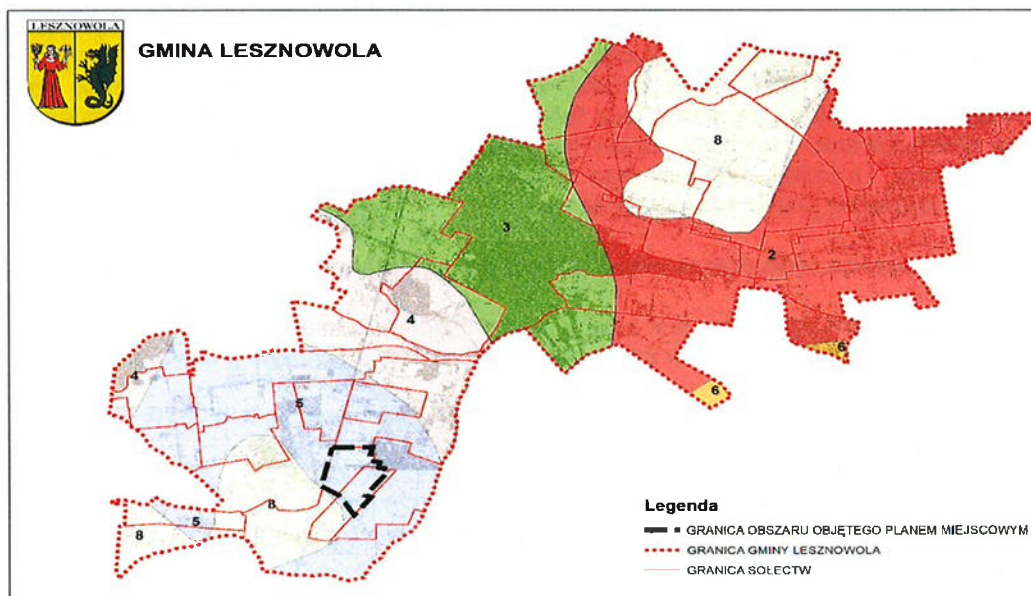 LESZNOWOLA
GMINA LESZNOWOLA
8
3
2
4
6
4
6
5
8
5
8
Legenda
GRANICA OBSZARU OBJĘTEGO PLANEM MIEJSCOWYM
GRANICA GMINY LESZNOWOLA
GRANICA SOŁECTW